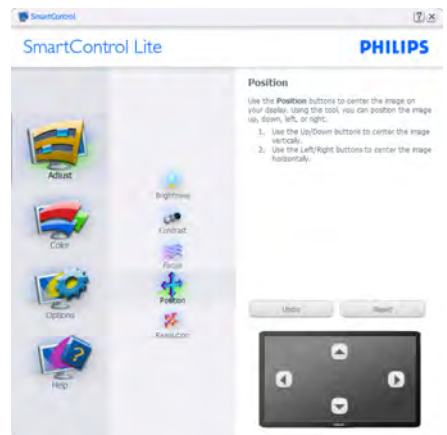 SmartControl
SmartControl Lite
PHILIPS
Position
Use the Position buttons to center the image on
your display. Using the tool, you can position the image
up, down, left, or right.
1. Use the Up/Down buttons to center the image
vertically.
2. Use the Left/Right buttons to center the image
horizontally.
Adjust
Color
Options
Help
Brightness
Contrast
Focus
Position
Resolution
Undo
Reset